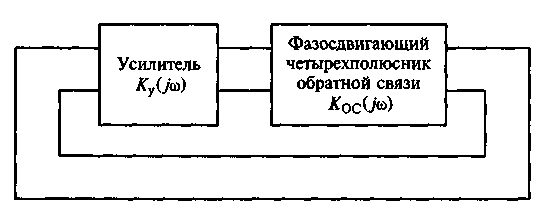 Усилитель
Kу(jω)
Фазосдвигающий
четырехполюсник
обратной связи
KОС(jω)